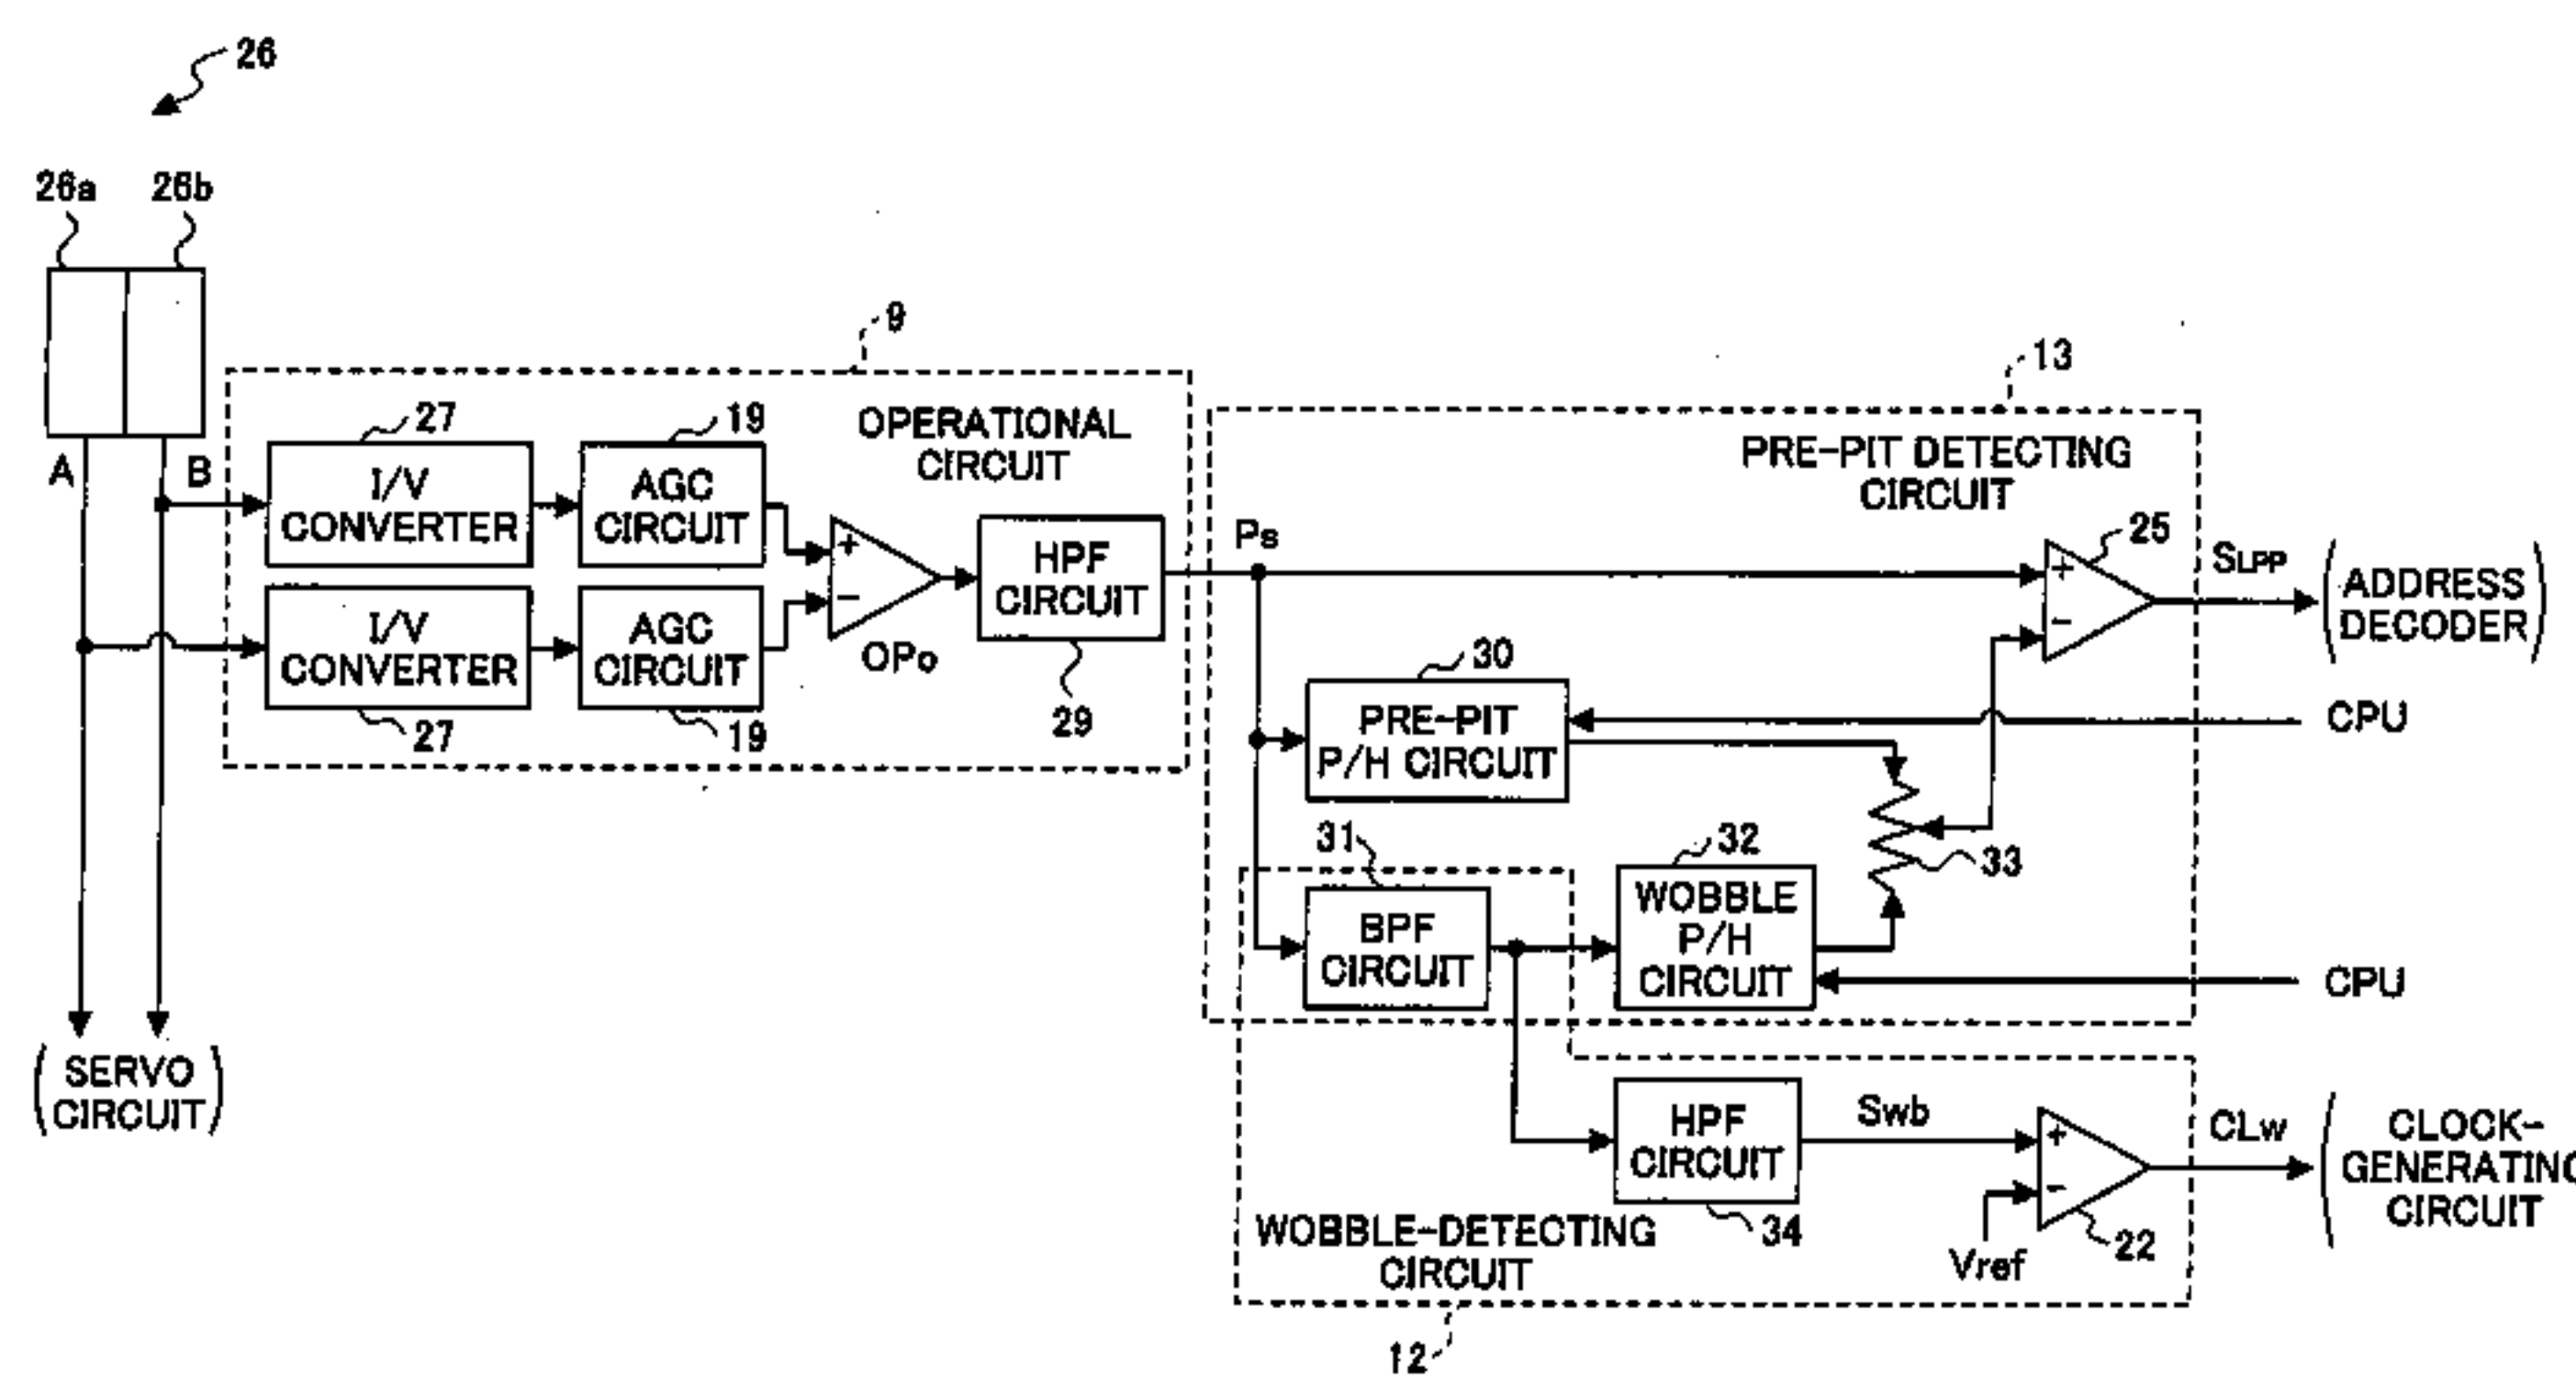 26
26a 26b
9
13
27
19
OPERATIONAL
CIRCUIT
PRE-PIT DETECTING
CIRCUIT
A
B
I/V
CONVERTER
AGC
CIRCUIT
HPF
CIRCUIT
Ps
+
−
25
SLPP
ADDRESS
DECODER
I/V
CONVERTER
AGC
CIRCUIT
+
−
OPo
27
19
29
30
PRE-PIT
P/H CIRCUIT
CPU
31
32
33
BPF
CIRCUIT
WOBBLE
P/H
CIRCUIT
CPU
SERVO
CIRCUIT
HPF
CIRCUIT
Swb
+
−
CLw
CLOCK-
GENERATING
CIRCUIT
34
Vref
22
WOBBLE-DETECTING
CIRCUIT
12